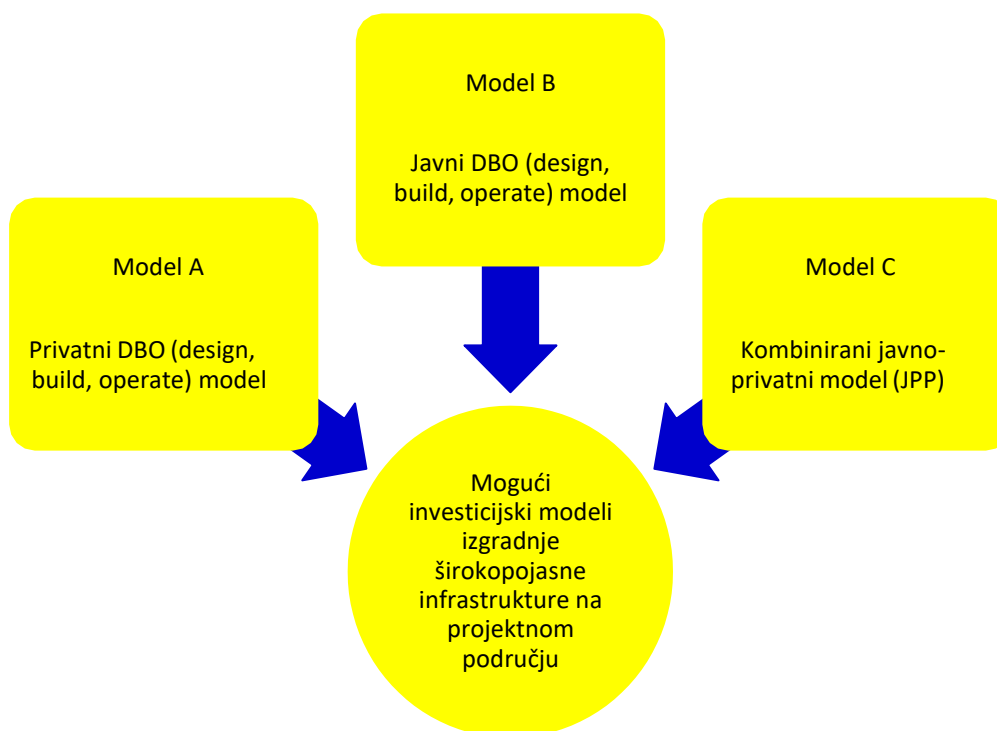 Model A
Privatni DBO (design,
build, operate) model
Model B
Javni DBO (design,
build, operate) model
Model C
Kombinirani javno-
privatni model (JPP)
Mogući
investicijski modeli
izgradnje
širokopojasne
infrastrukture na
projektnom
području